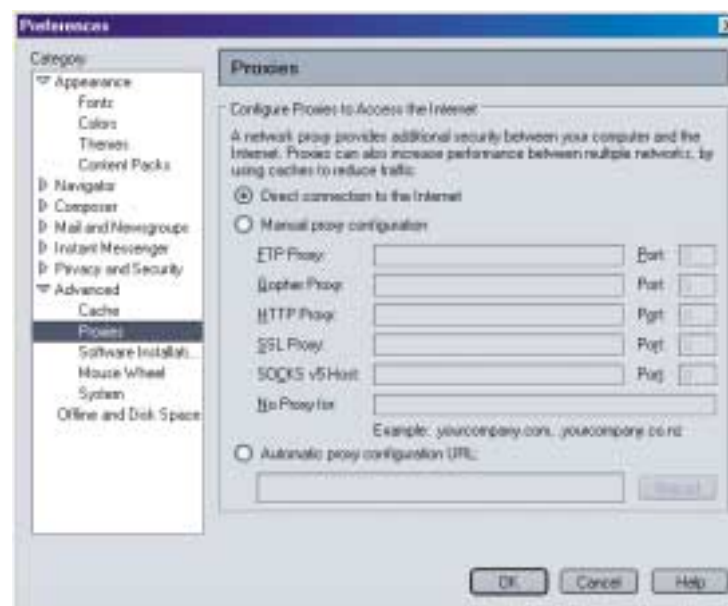 Preferences
Category
Appearance
Fonts
Colors
Themes
Content Packs
Navigator
Composer
Mail and Newsgroups
Instant Messenger
Privacy and Security
Advanced
Cache
Proxies
Software Installati...
Mouse Wheel
System
Offline and Disk Space
Proxies
Configure Proxies to Access the Internet
A network proxy provides additional security between your computer and the
Internet. Proxies can also increase performance between multiple networks, by
using caches to reduce traffic.
Direct connection to the Internet
Manual proxy configuration
FTP Proxy: Port:
Gopher Proxy: Port:
HTTP Proxy: Port:
SSL Proxy: Port:
SOCKS v5 Host: Port:
No Proxy for:
Example: .yourcompany.com, .yourcompany.co.nz
Automatic proxy configuration URL:
Reload
OK Cancel Help